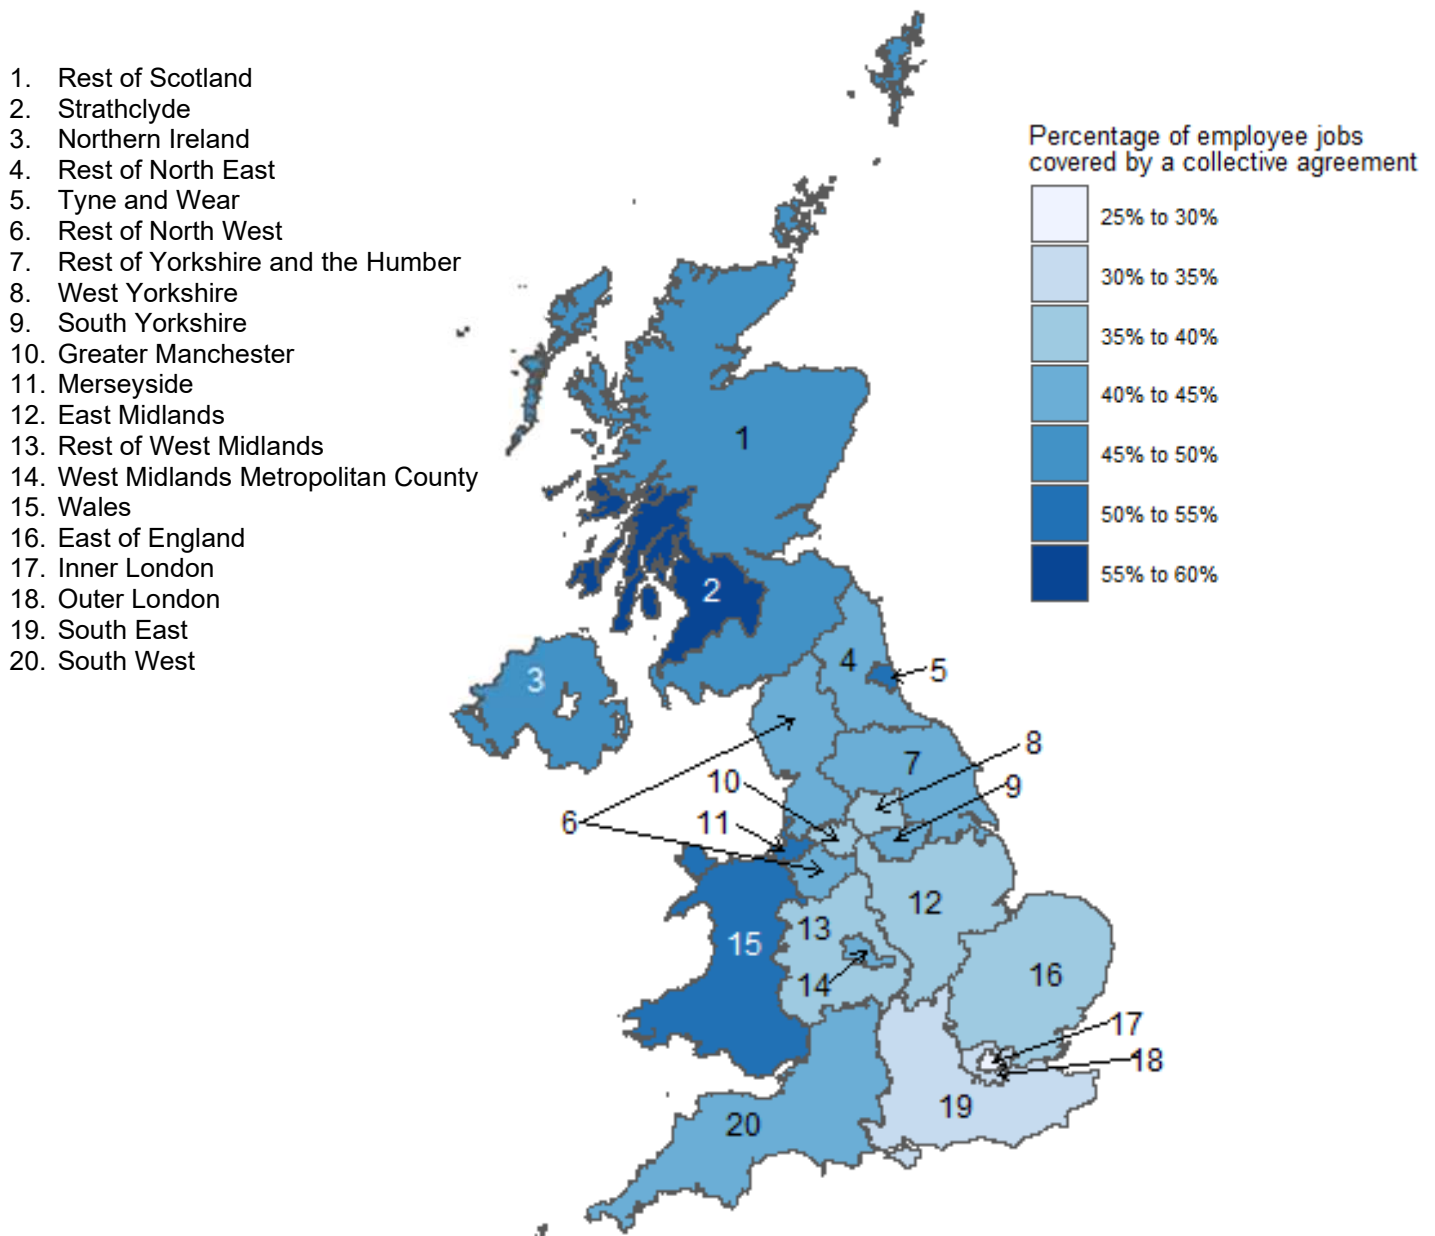 1. Rest of Scotland
2. Strathclyde
3. Northern Ireland
4. Rest of North East
5. Tyne and Wear
6. Rest of North West
7. Rest of Yorkshire and the Humber
8. West Yorkshire
9. South Yorkshire
10. Greater Manchester
11. Merseyside
12. East Midlands
13. Rest of West Midlands
14. West Midlands Metropolitan County
15. Wales
16. East of England
17. Inner London
18. Outer London
19. South East
20. South West
Percentage of employee jobs
covered by a collective agreement
25% to 30%
30% to 35%
35% to 40%
40% to 45%
45% to 50%
50% to 55%
55% to 60%
1
2
3
4
5
6
7
8
9
10
11
12
13
14
15
16
17
18
19
20